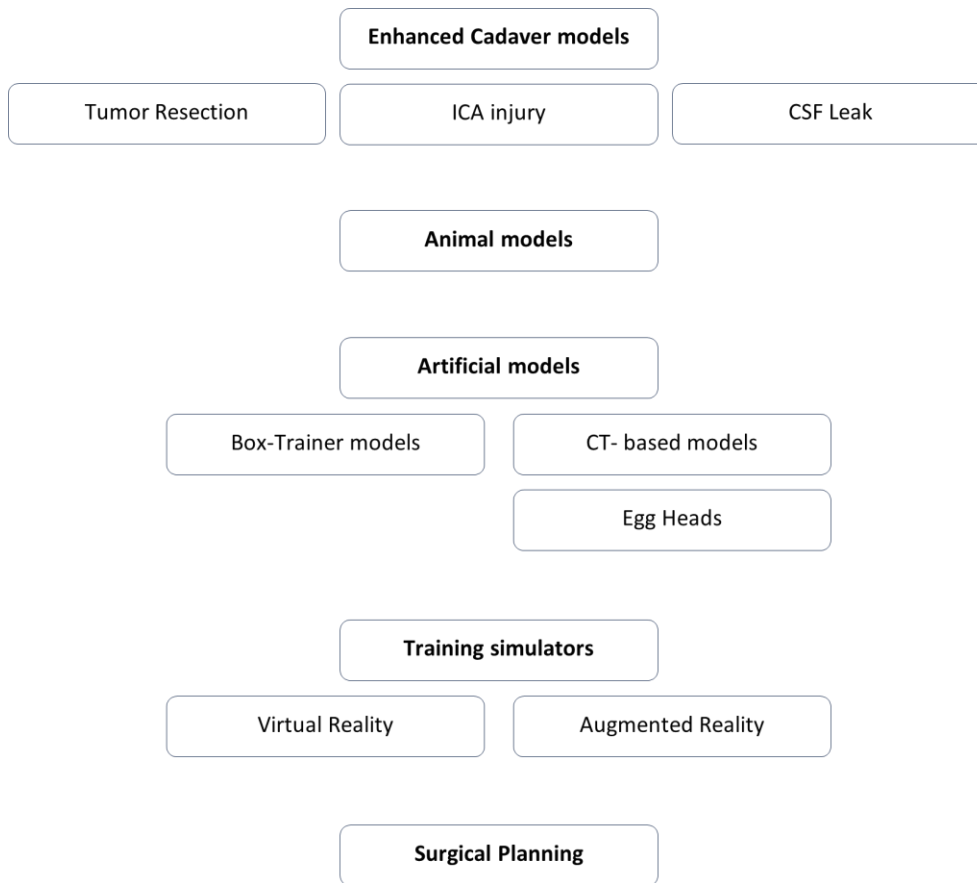 Enhanced Cadaver models
Tumor Resection
ICA injury
CSF Leak
Animal models
Artificial models
Box-Trainer models
CT- based models
Egg Heads
Training simulators
Virtual Reality
Augmented Reality
Surgical Planning